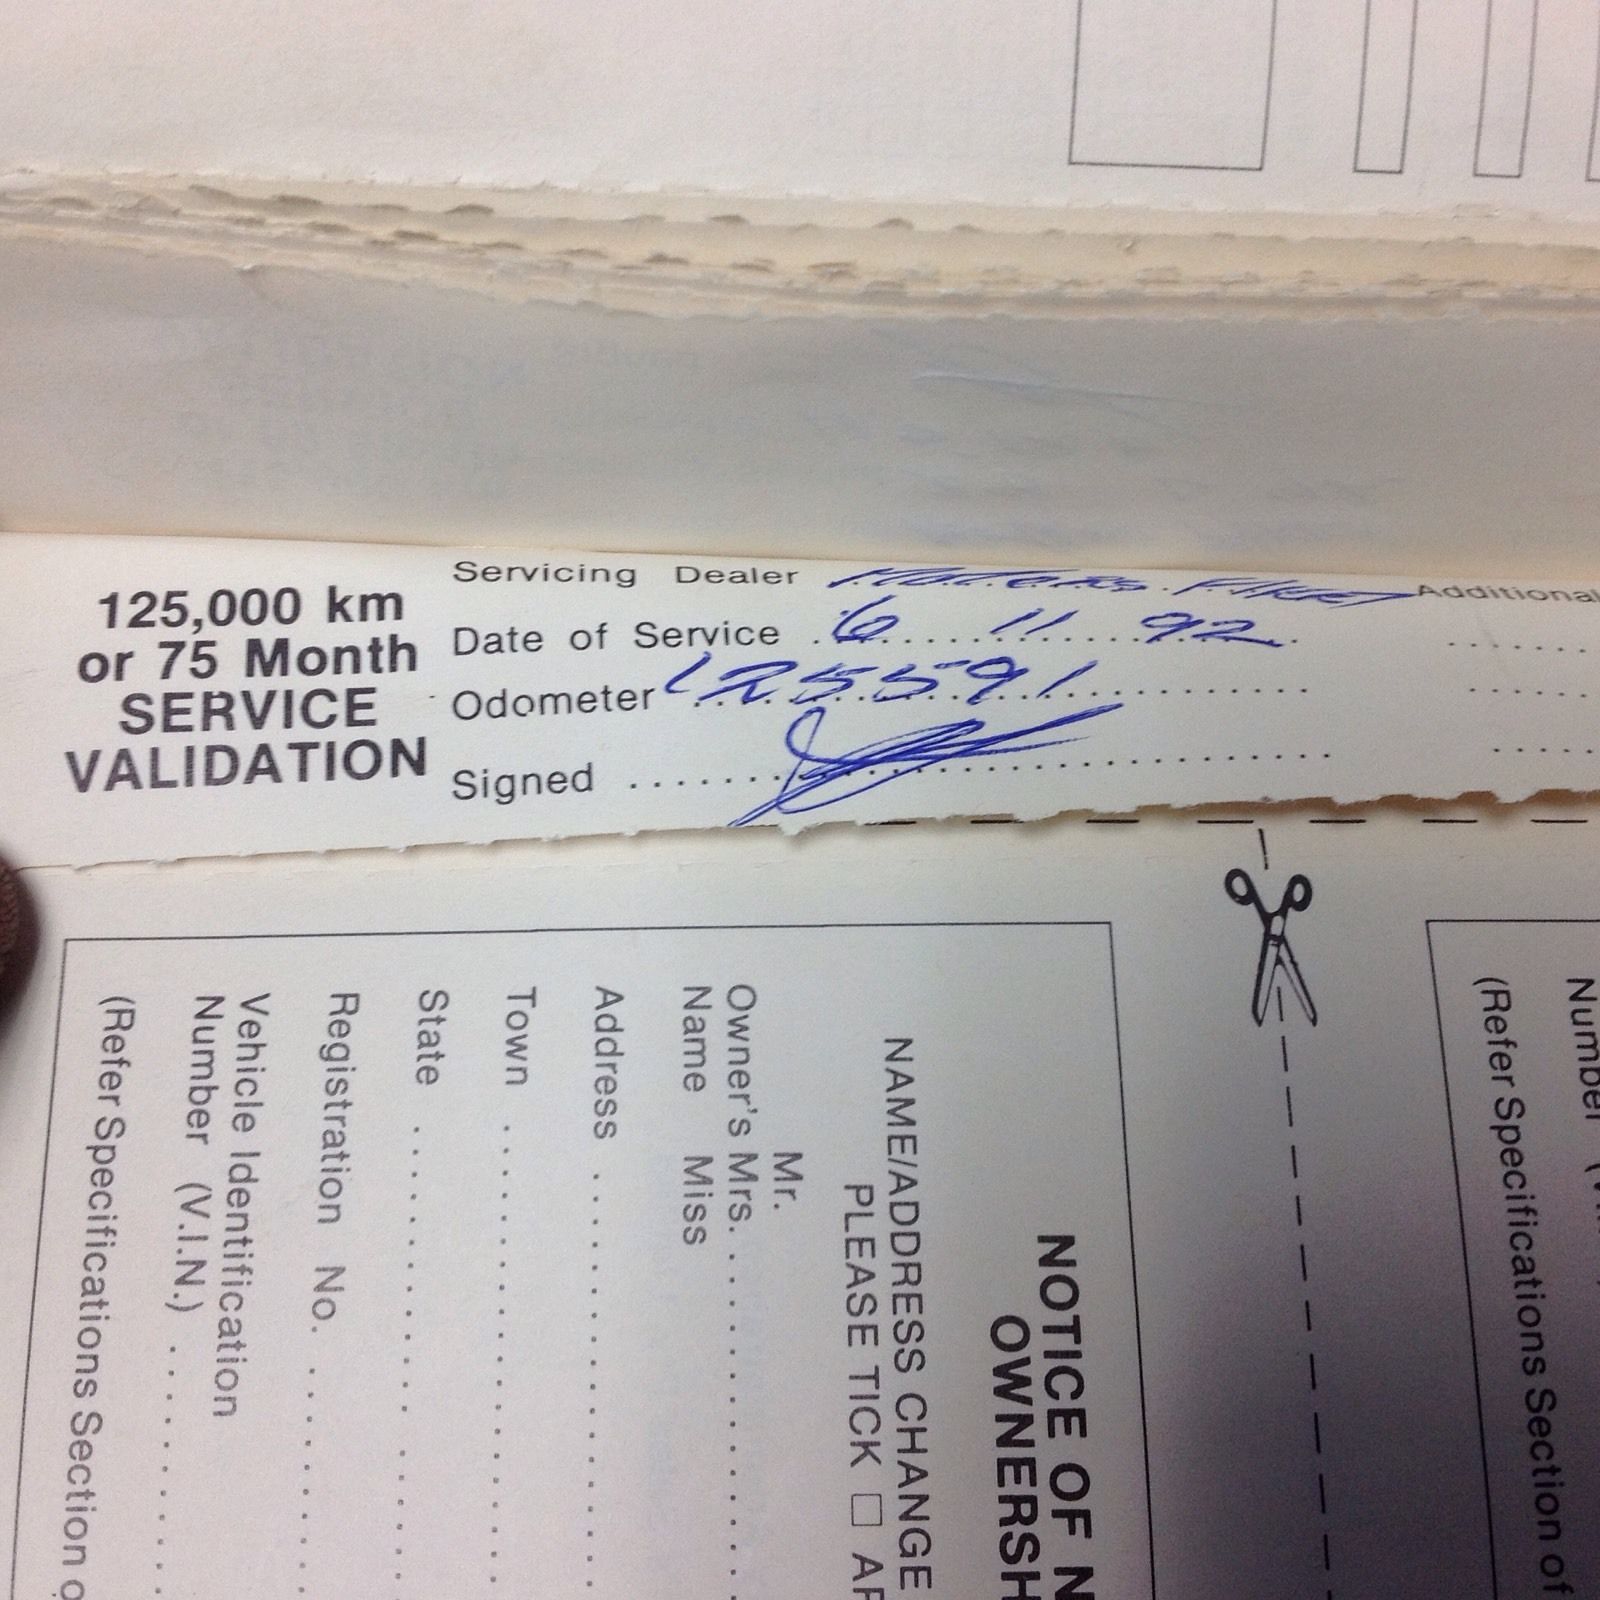 125,000 km
or 75 Month
SERVICE
VALIDATION
Servicing Dealer
Additional
Date of Service 6 11 92
Odometer 125591
Signed
NOTICE OF N
OWNERSH
NAME/ADDRESS CHANGE
PLEASE TICK □
Mr.
Owner's Mrs.
Name Miss
Address
Town
State
Registration No.
Vehicle Identification
Number (V.I.N.)
(Refer Specifications Section o
Number (V
(Refer Specifications Section of